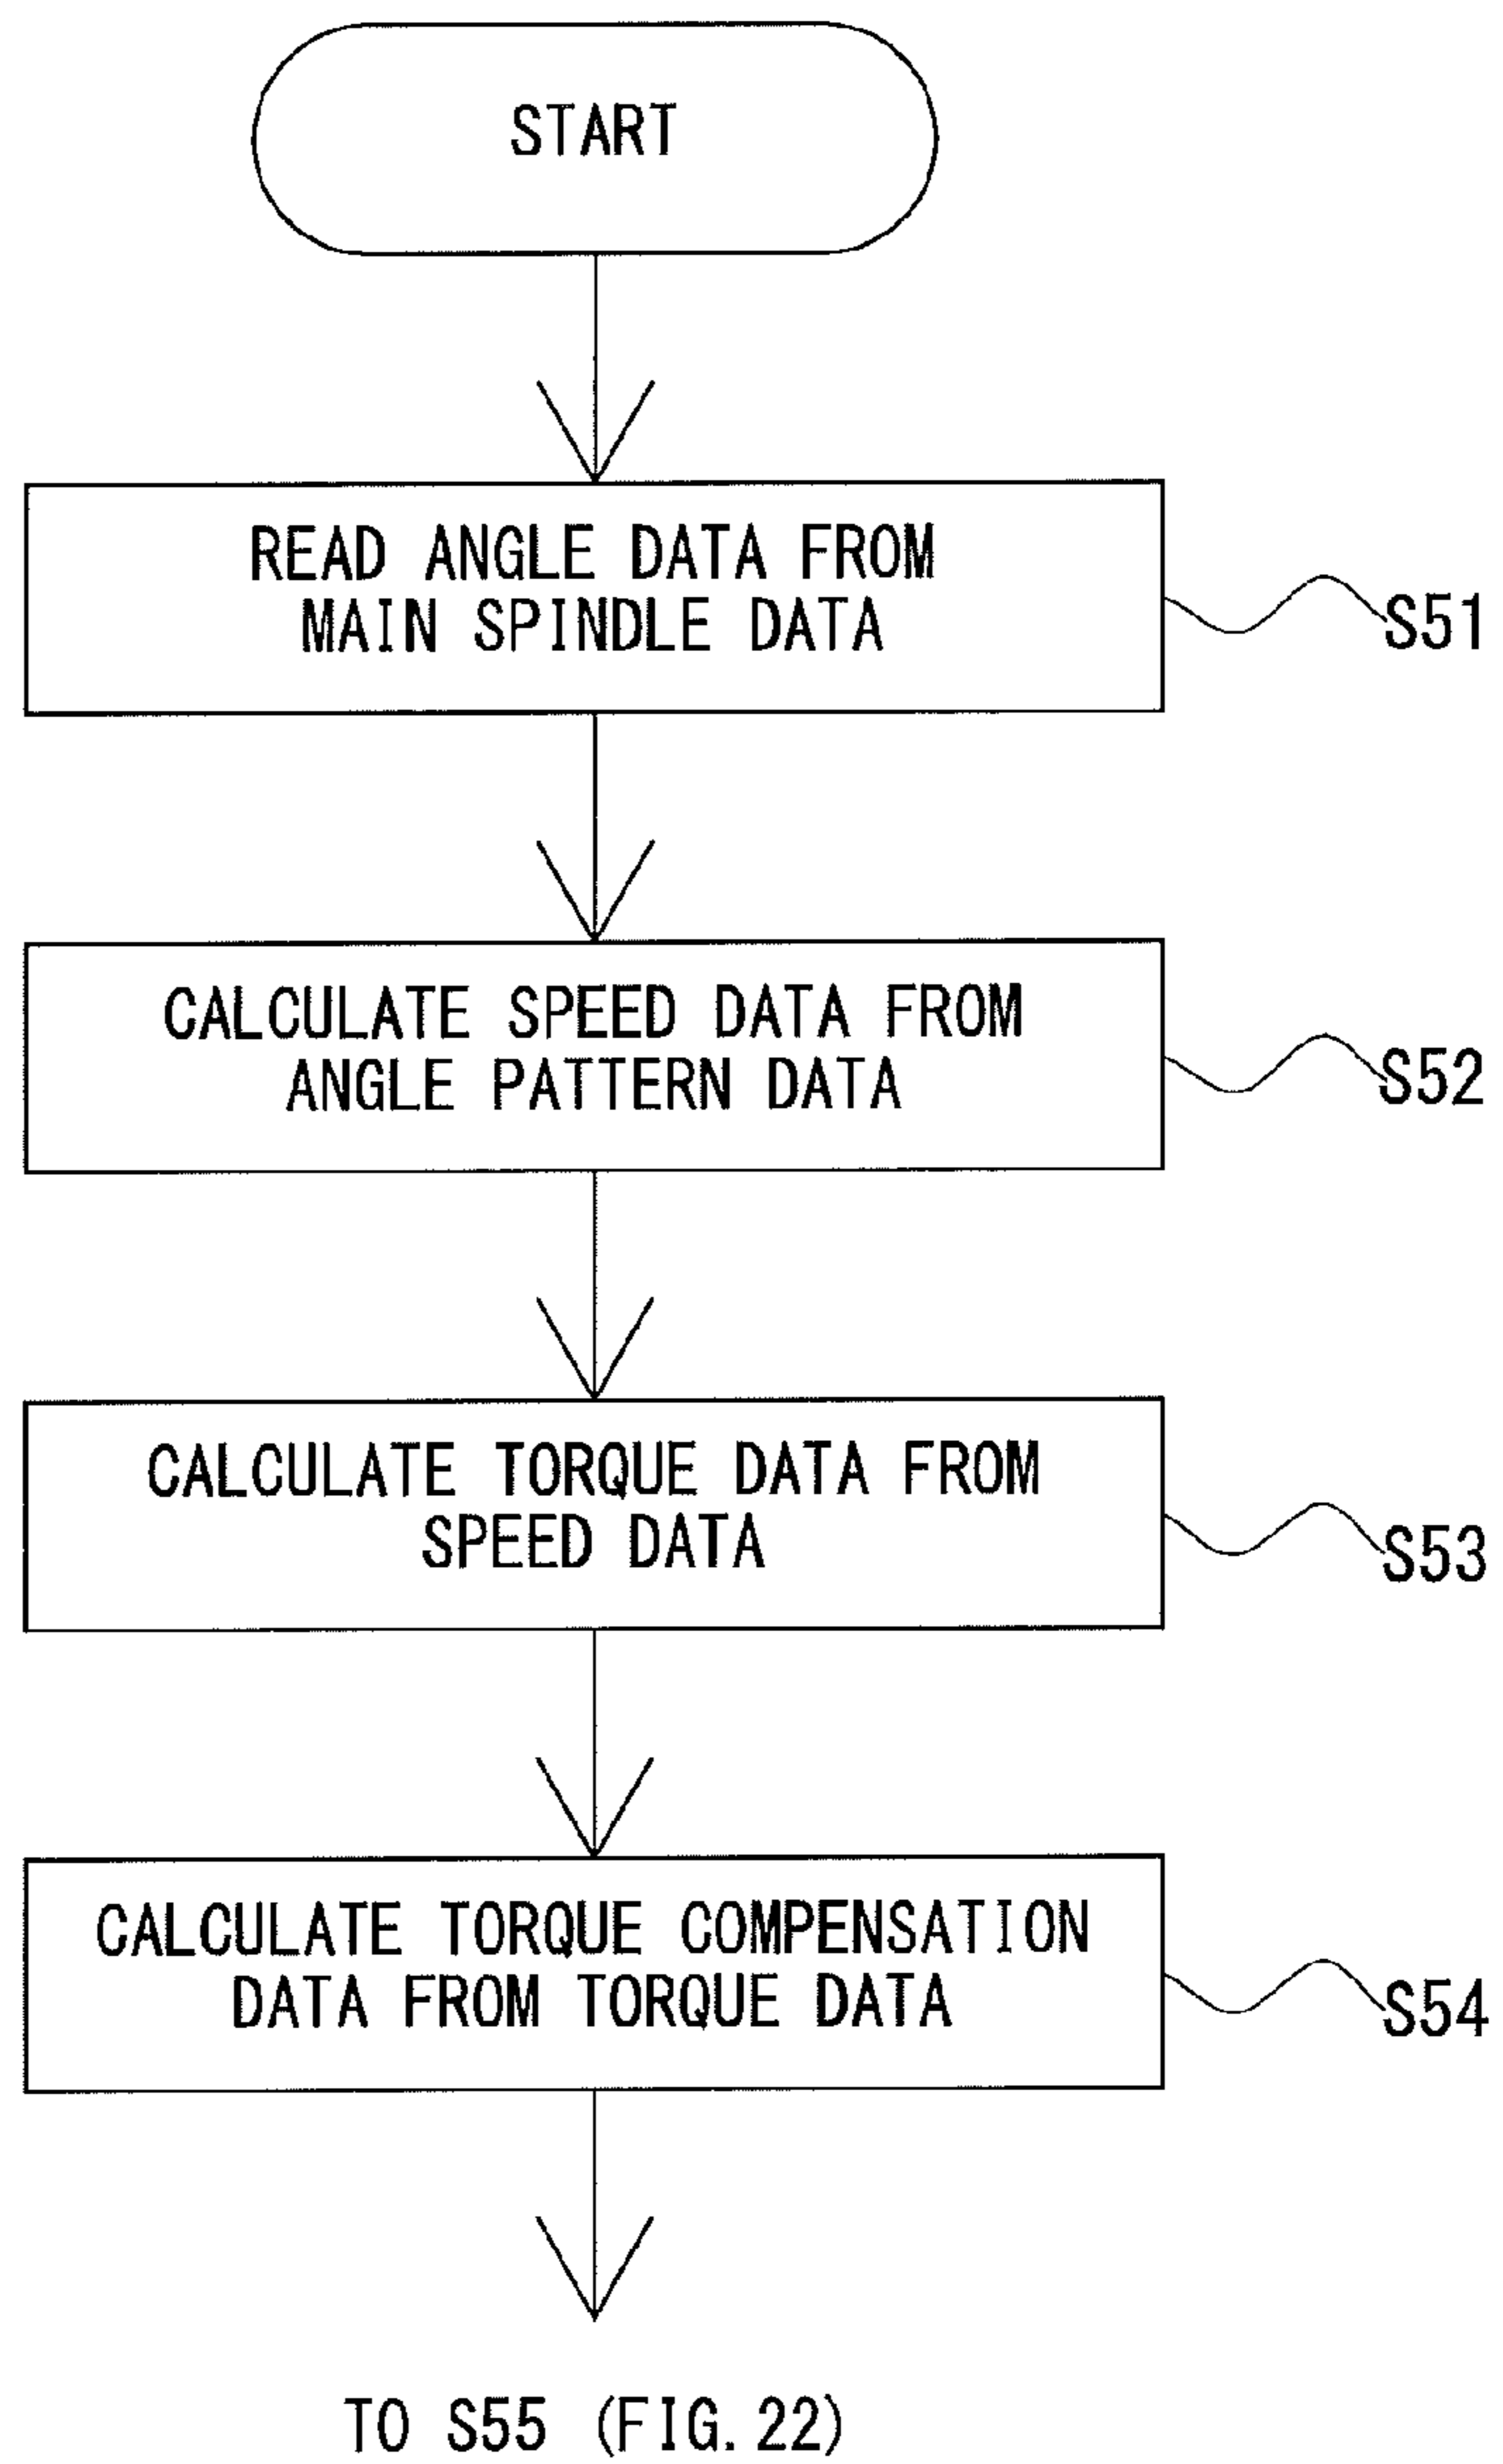 START
READ ANGLE DATA FROM
MAIN SPINDLE DATA
S51
CALCULATE SPEED DATA FROM
ANGLE PATTERN DATA
S52
CALCULATE TORQUE DATA FROM
SPEED DATA
S53
CALCULATE TORQUE COMPENSATION
DATA FROM TORQUE DATA
S54
TO S55 (FIG.22)